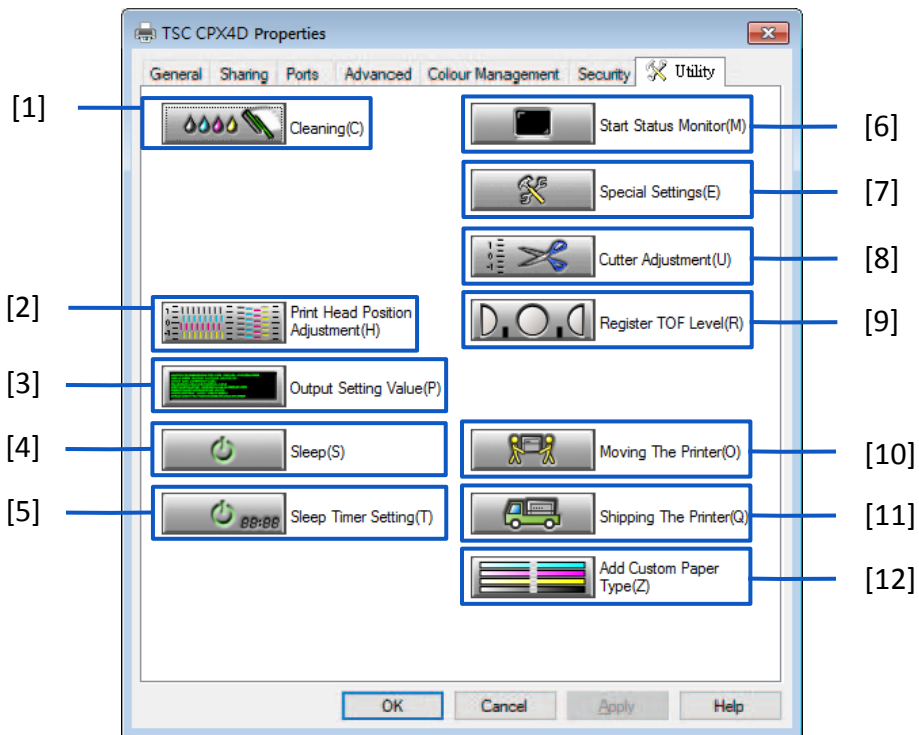 TSC CPX4D Properties
General Sharing Ports Advanced Colour Management Security Utility
[1]
Cleaning(C)
[2]
Print Head Position
Adjustment(H)
[3]
Output Setting Value(P)
[4]
Sleep(S)
[5]
Sleep Timer Setting(T)
Start Status Monitor(M)
[6]
Special Settings(E)
[7]
Cutter Adjustment(U)
[8]
Register TOF Level(R)
[9]
Moving The Printer(O)
[10]
Shipping The Printer(Q)
[11]
Add Custom Paper
Type(Z)
[12]
OK Cancel Apply Help